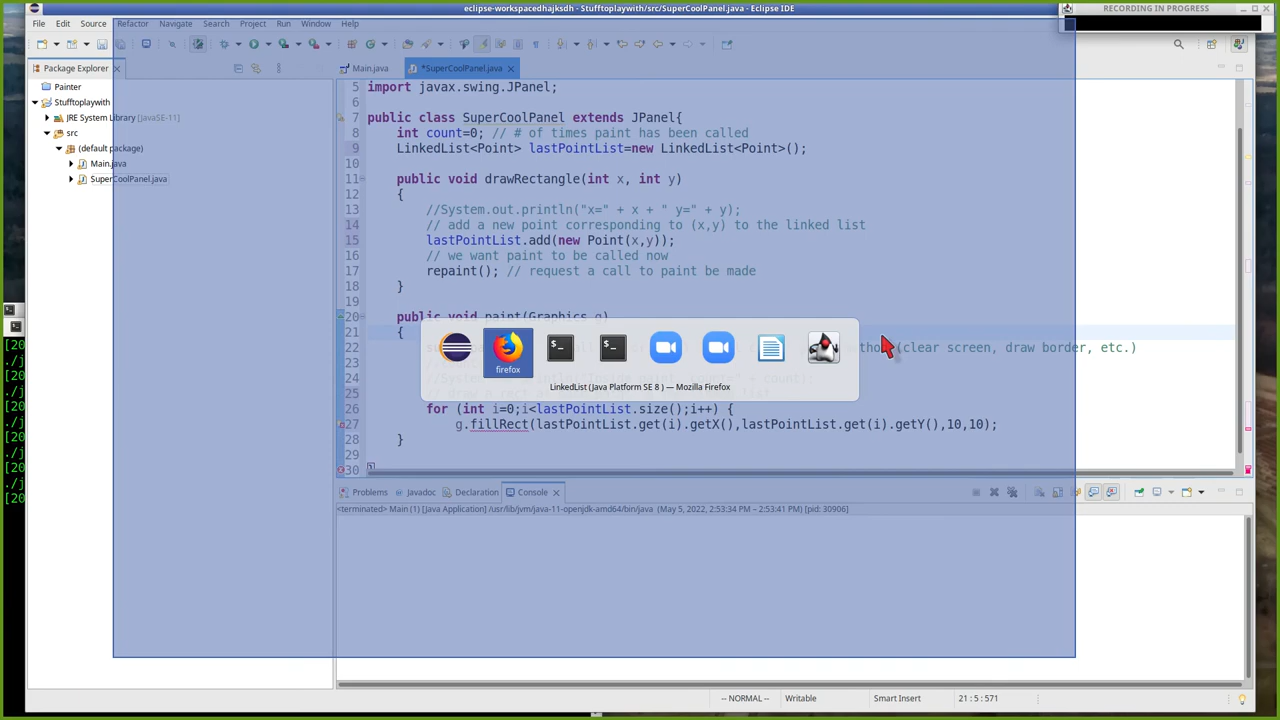 eclipse-workspacedhajksdh - Stufftoplaywith/src/SuperCoolPanel.java - Eclipse IDE
RECORDING IN PROGRESS
File Edit Source Refactor Navigate Search Project Run Window Help
Package Explorer
Main.java
*SuperCoolPanel.java
Painter
Stufftoplaywith
JRE System Library [JavaSE-11]
src
(default package)
Main.java
SuperCoolPanel.java
5 import javax.swing.JPanel;
6
7 public class SuperCoolPanel extends JPanel{
8 int count=0; // # of times paint has been called
9 LinkedList<Point> lastPointList=new LinkedList<Point>();
10
11 public void drawRectangle(int x, int y)
12 {
13 //System.out.println("x=" + x + " y=" + y);
14 // add a new point corresponding to (x,y) to the linked list
15 lastPointList.add(new Point(x,y));
16 // we want paint to be called now
17 repaint(); // request a call to paint be made
18 }
19
20 public void paint(Graphics g)
21 {
22 (clear screen, draw border, etc.)
23
24
25
26 for (int i=0;i<lastPointList.size();i++) {
27 g.fillRect(lastPointList.get(i).getX(),lastPointList.get(i).getY(),10,10);
28 }
29
30 }
firefox
LinkedList (Java Platform SE 8 ) — Mozilla Firefox
Problems Javadoc Declaration Console
<terminated> Main (1) [Java Application] /usr/lib/jvm/java-11-openjdk-amd64/bin/java (May 5, 2022, 2:53:34 PM – 2:53:41 PM) [pid: 30906]
[20
./j
[20
./j
[20
./j
[20
./j
[20
./j
[20
-- NORMAL -- Writable Smart Insert 21 : 5 : 571